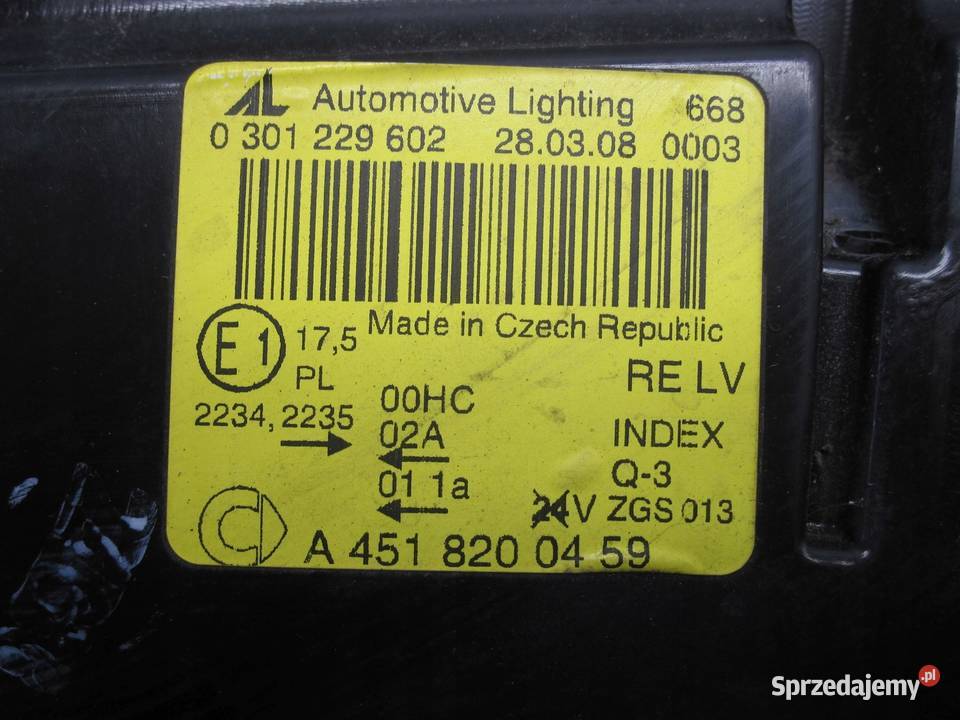 AL Automotive Lighting 668
0 301 229 602 28.03.08 0003
Made in Czech Republic
E1 17,5
PL
RE LV
2234, 2235
00HC
02A
INDEX
01 1a
Q-3
24V ZGS 013
A 451 820 04 59
Sprzedajemy.pl